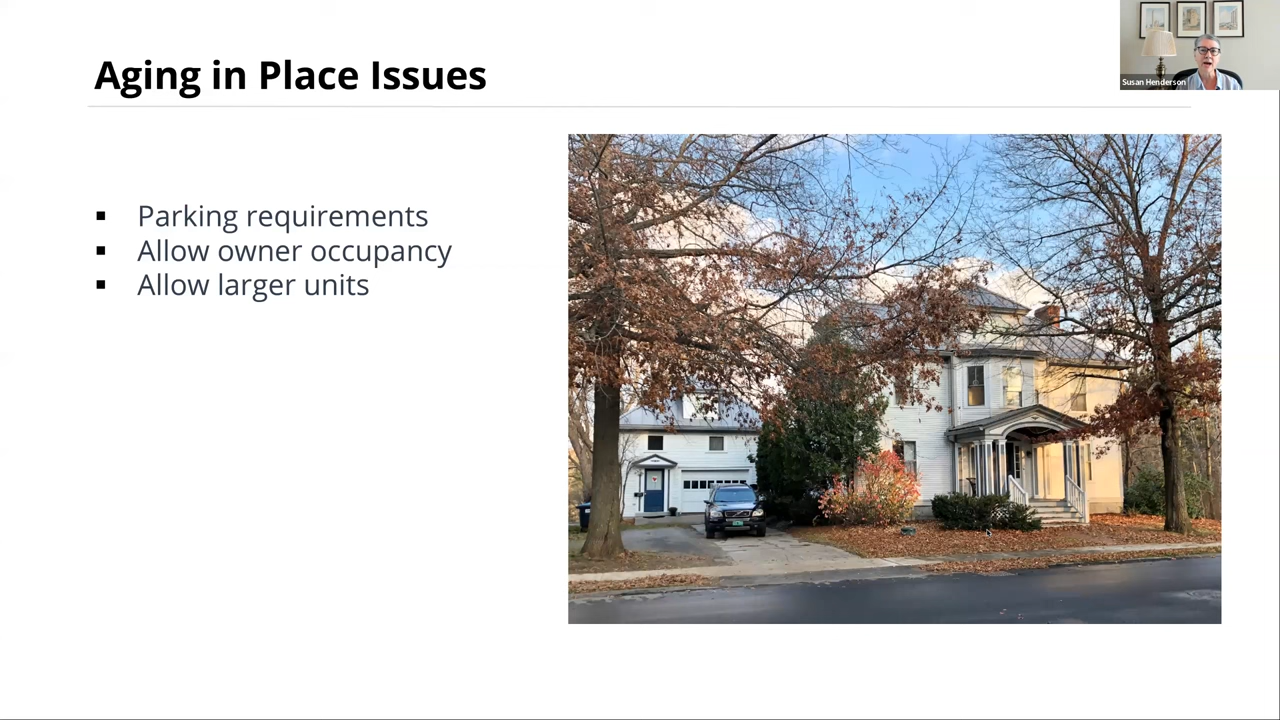 Aging in Place Issues
Susan Henderson
▪ Parking requirements
▪ Allow owner occupancy
▪ Allow larger units